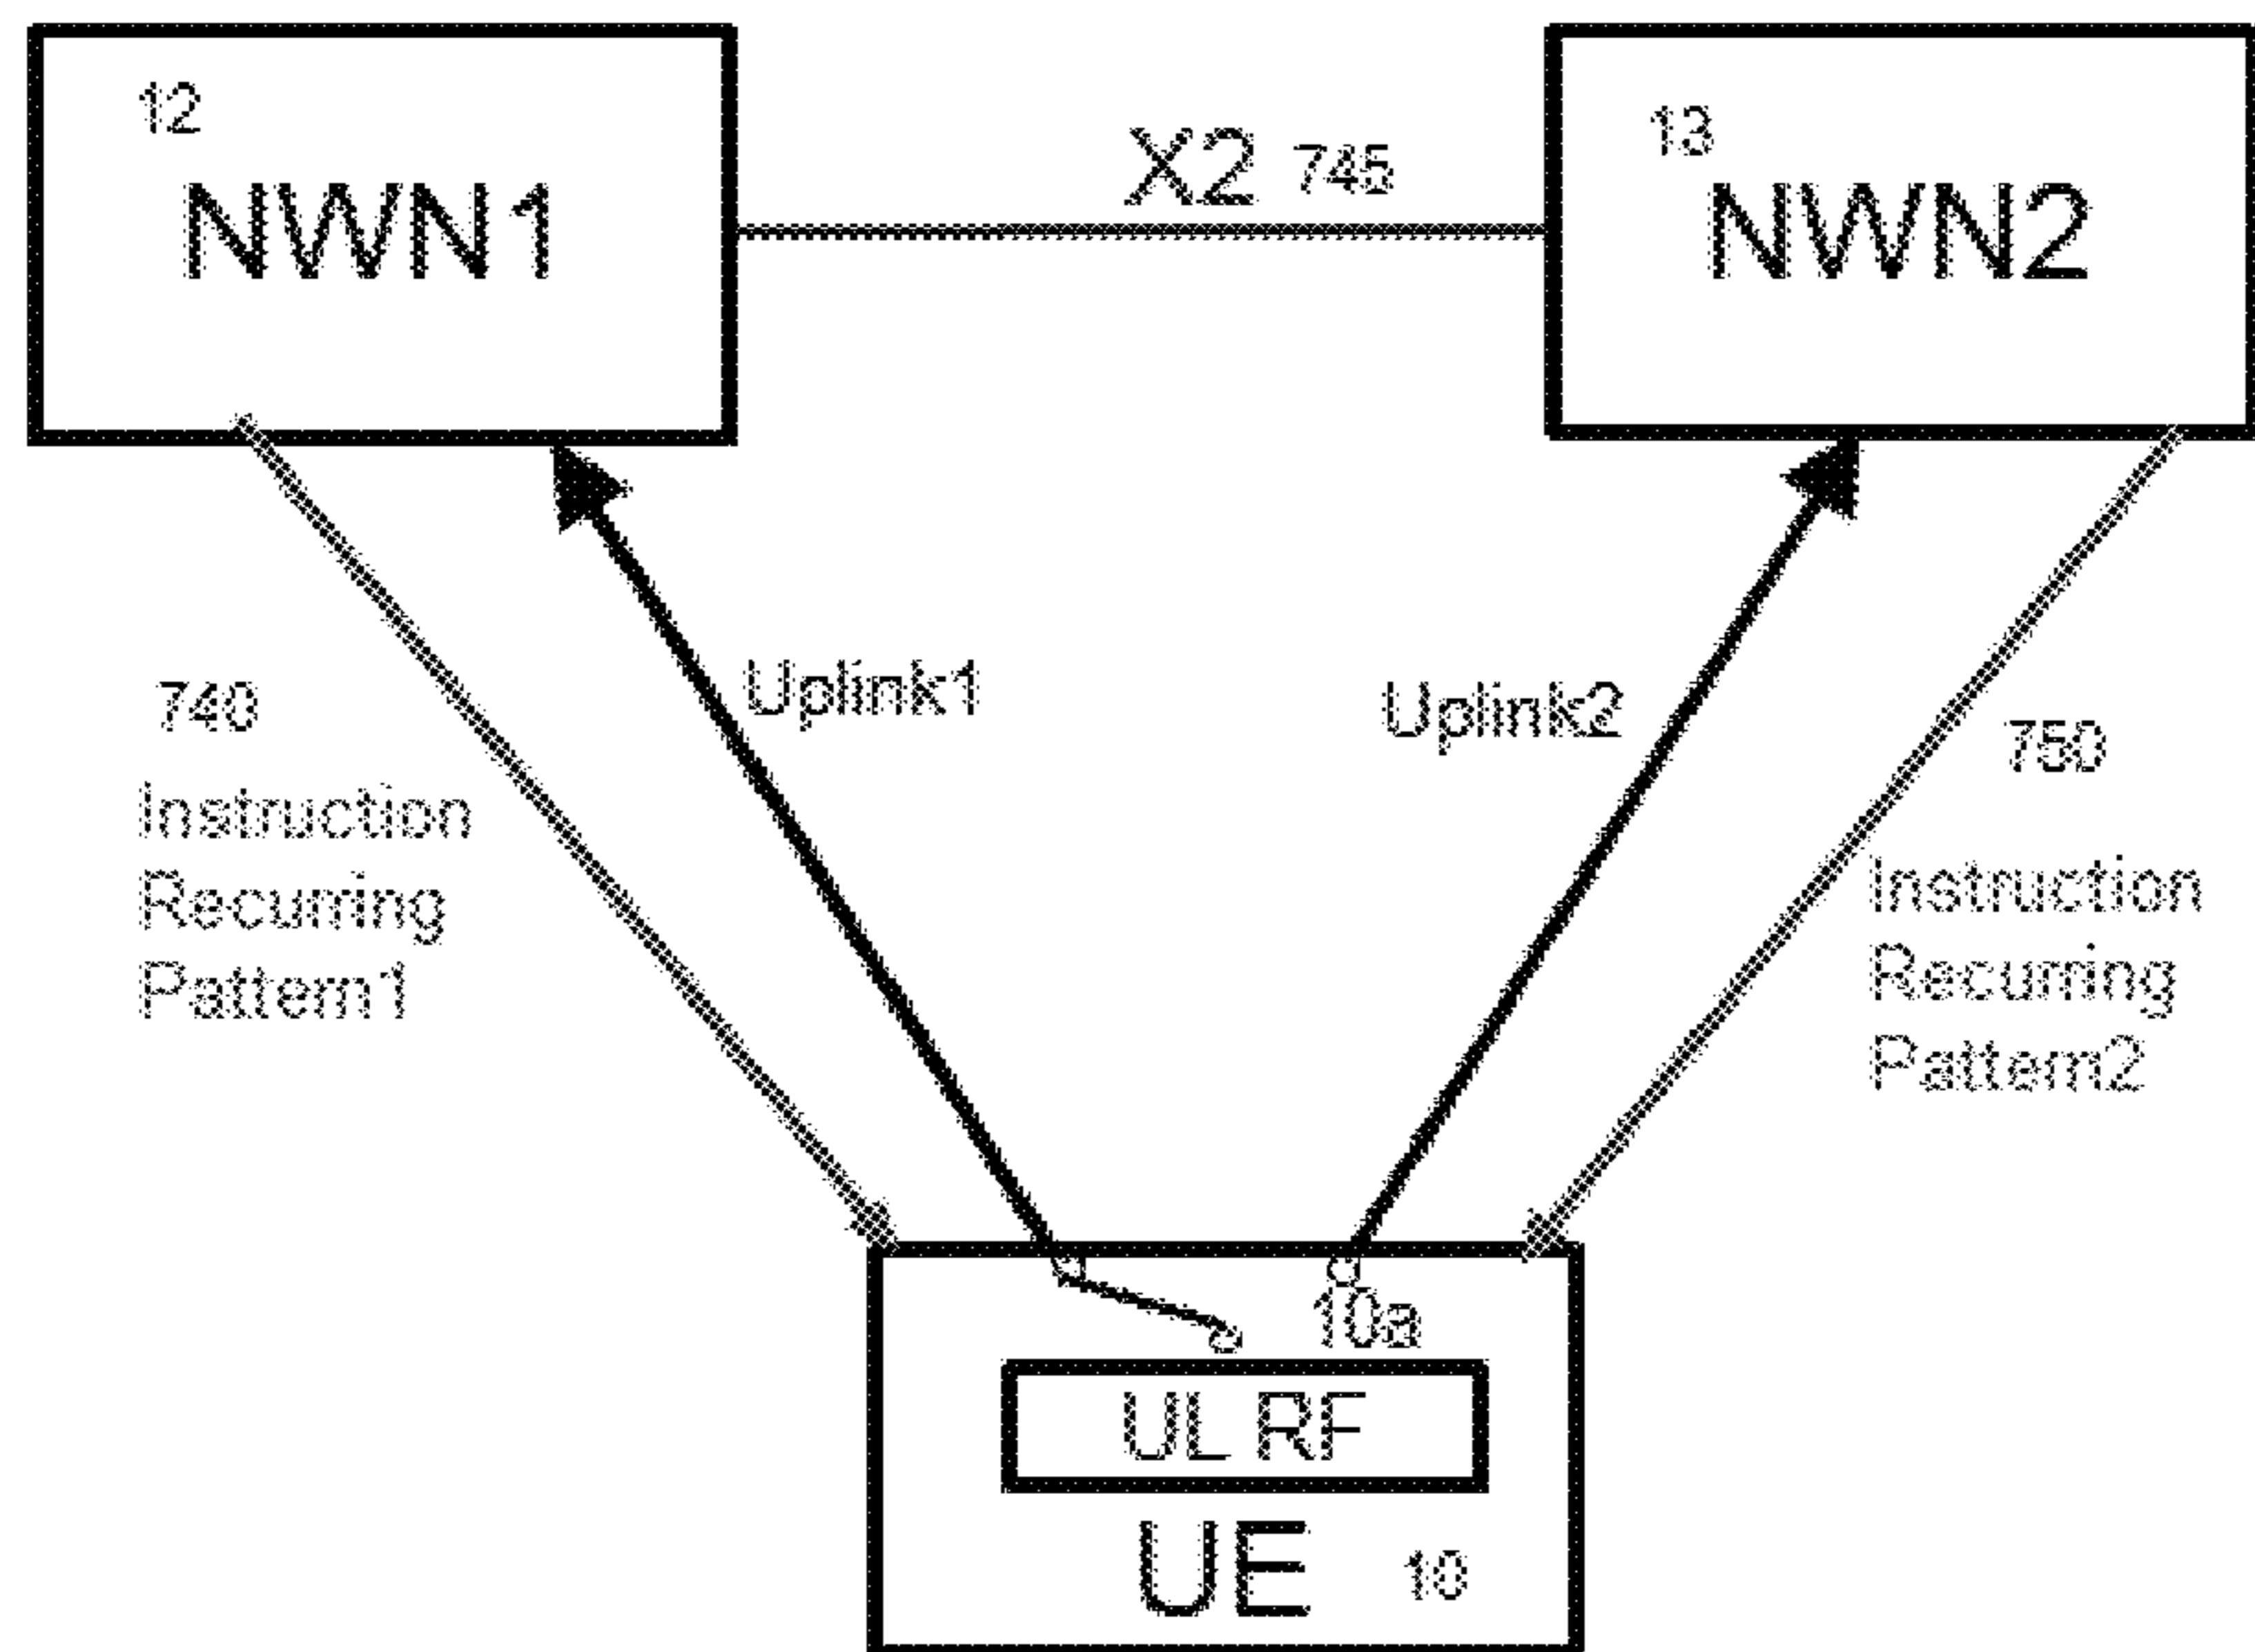 12
NWN1
X2 745
13
NWN2
Uplink1
Uplink2
740
Instruction
Recurring
Pattern1
750
Instruction
Recurring
Pattern2
10a
UL RF
UE 10